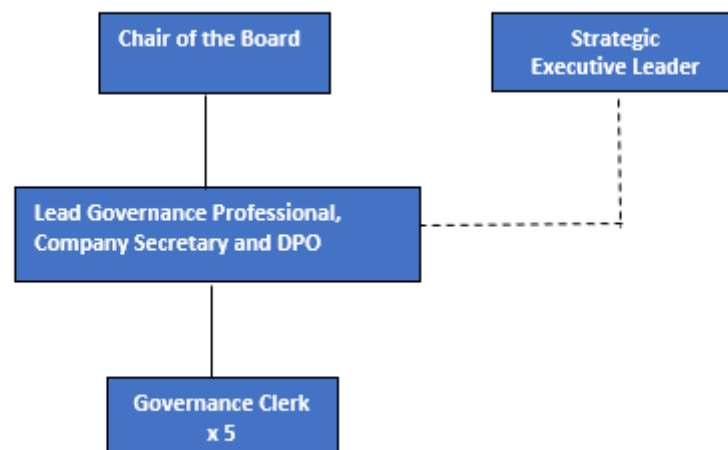 Chair of the Board
Strategic
Executive Leader
Lead Governance Professional,
Company Secretary and DPO
Governance Clerk
x 5